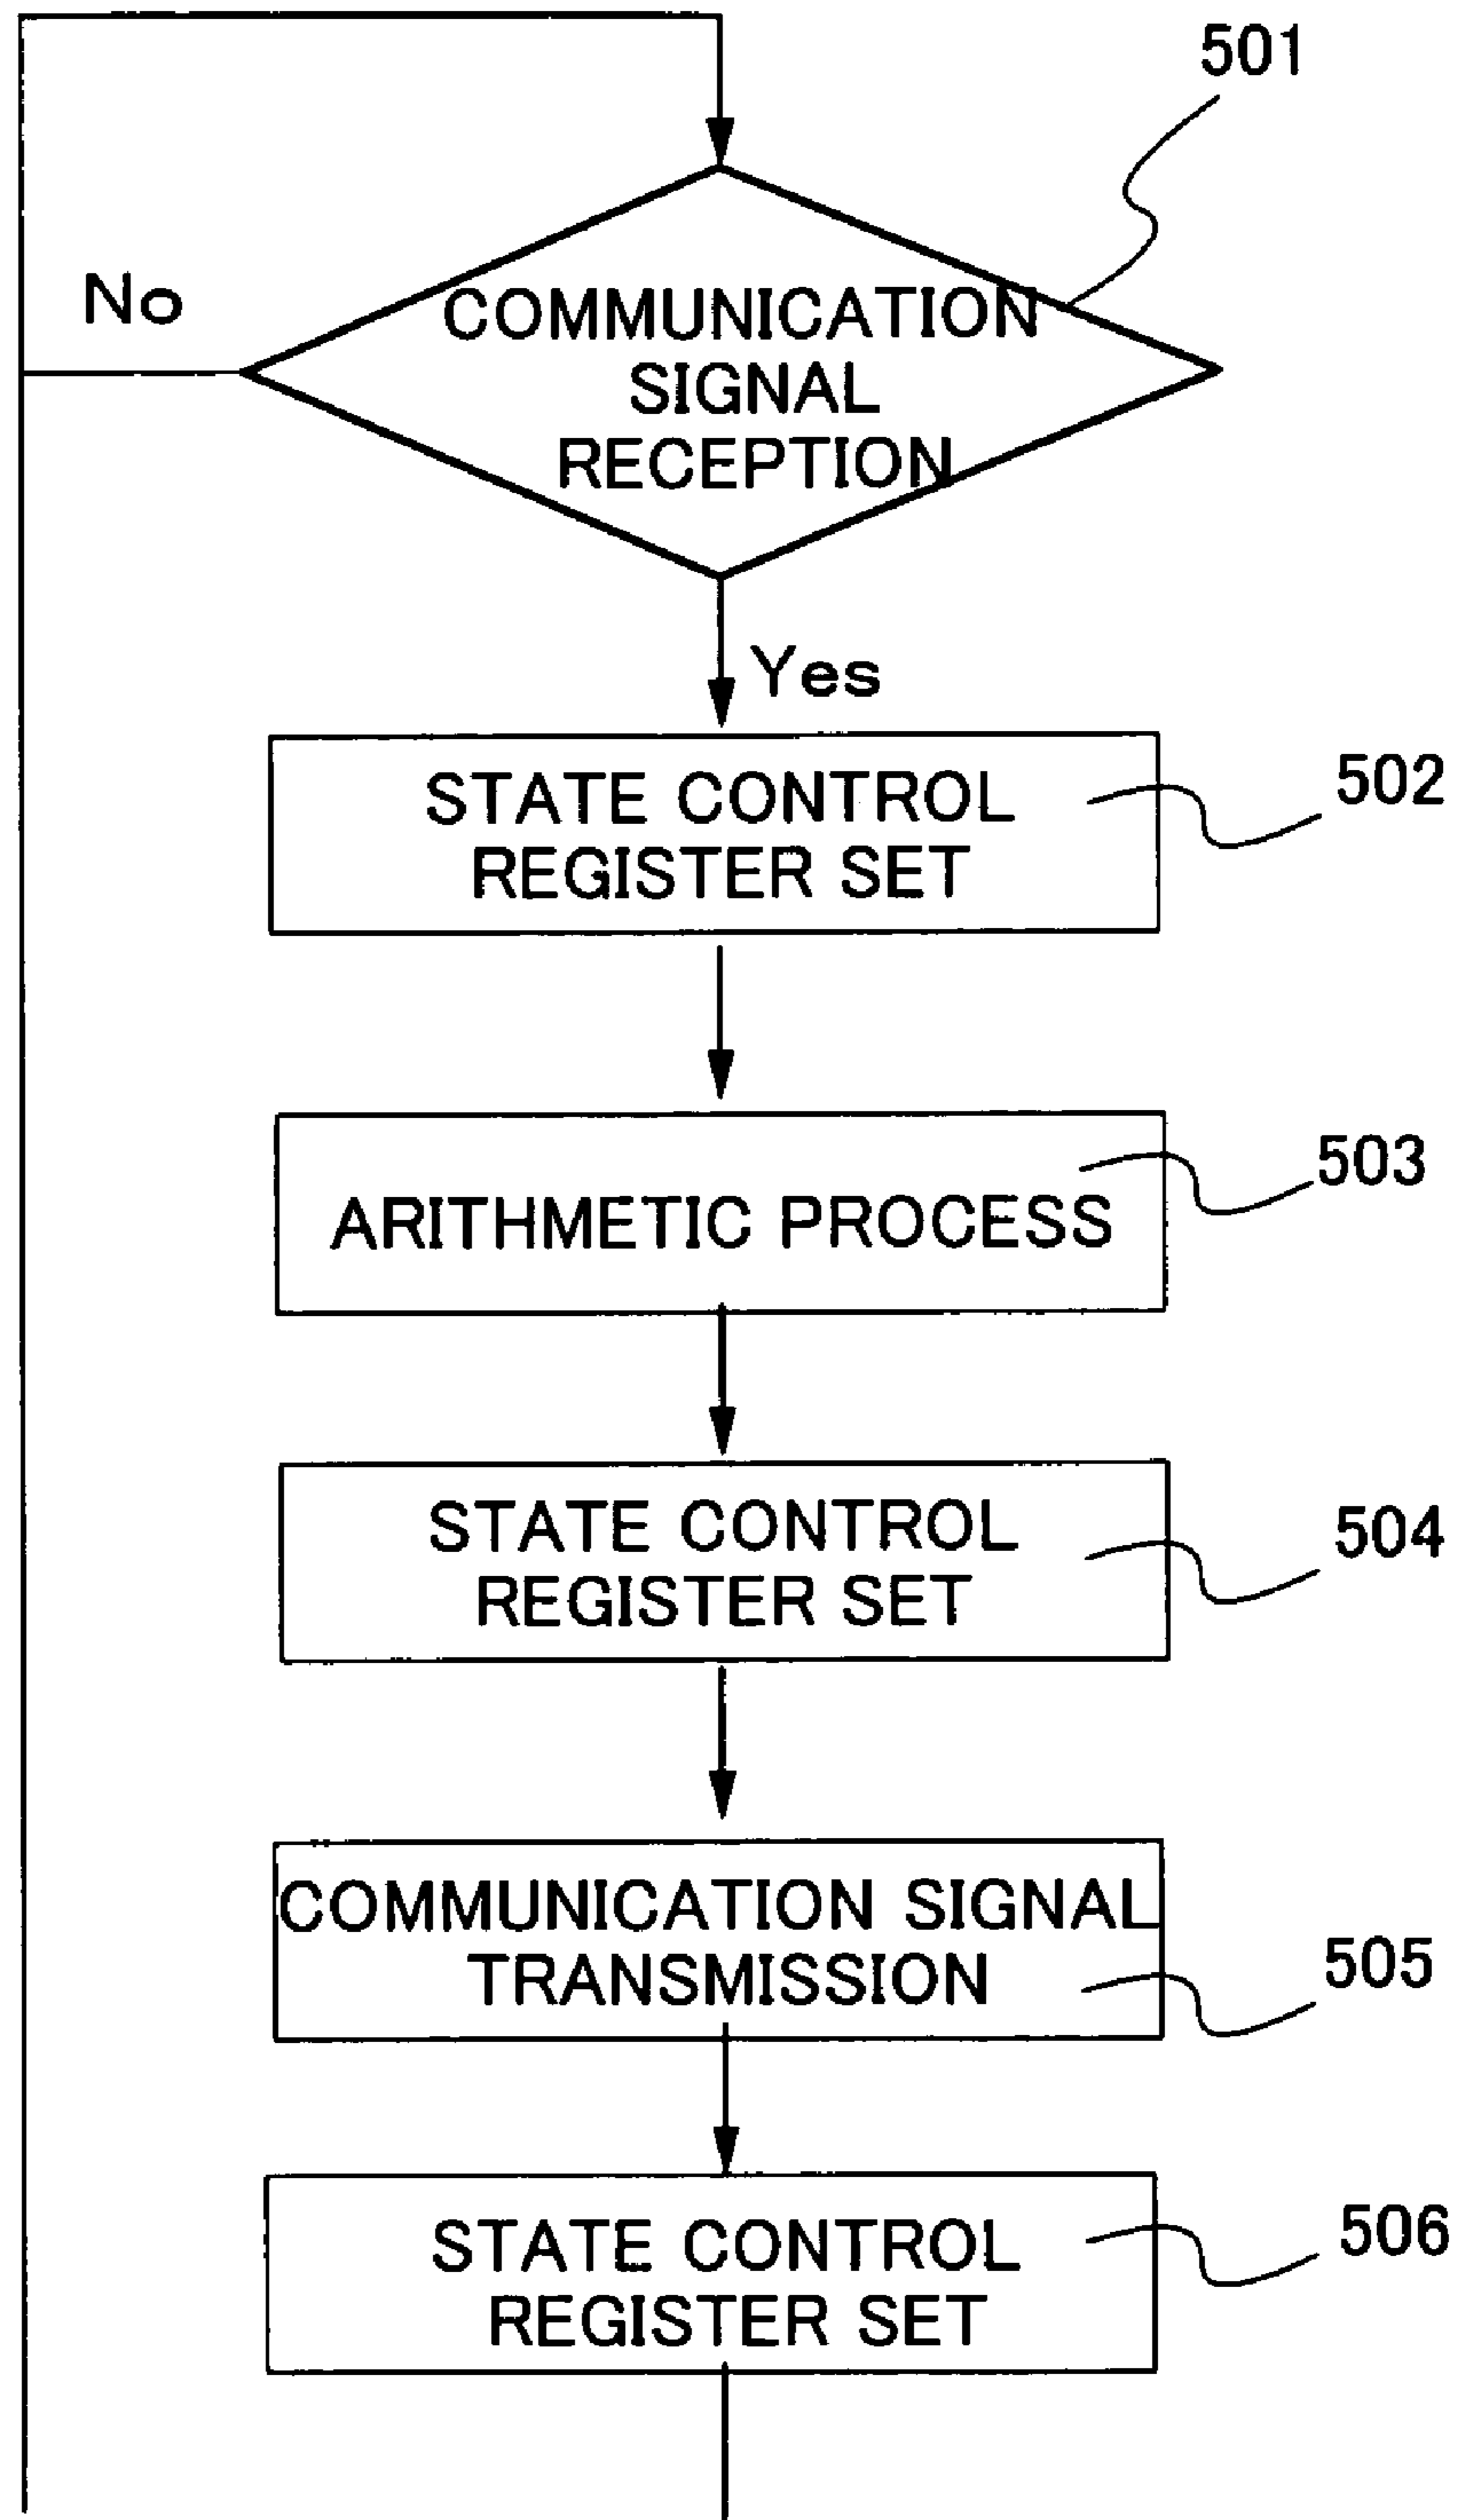 501
No
COMMUNICATION
SIGNAL
RECEPTION
Yes
STATE CONTROL
REGISTER SET
502
ARITHMETIC PROCESS
503
STATE CONTROL
REGISTER SET
504
COMMUNICATION SIGNAL
TRANSMISSION
505
STATE CONTROL
REGISTER SET
506